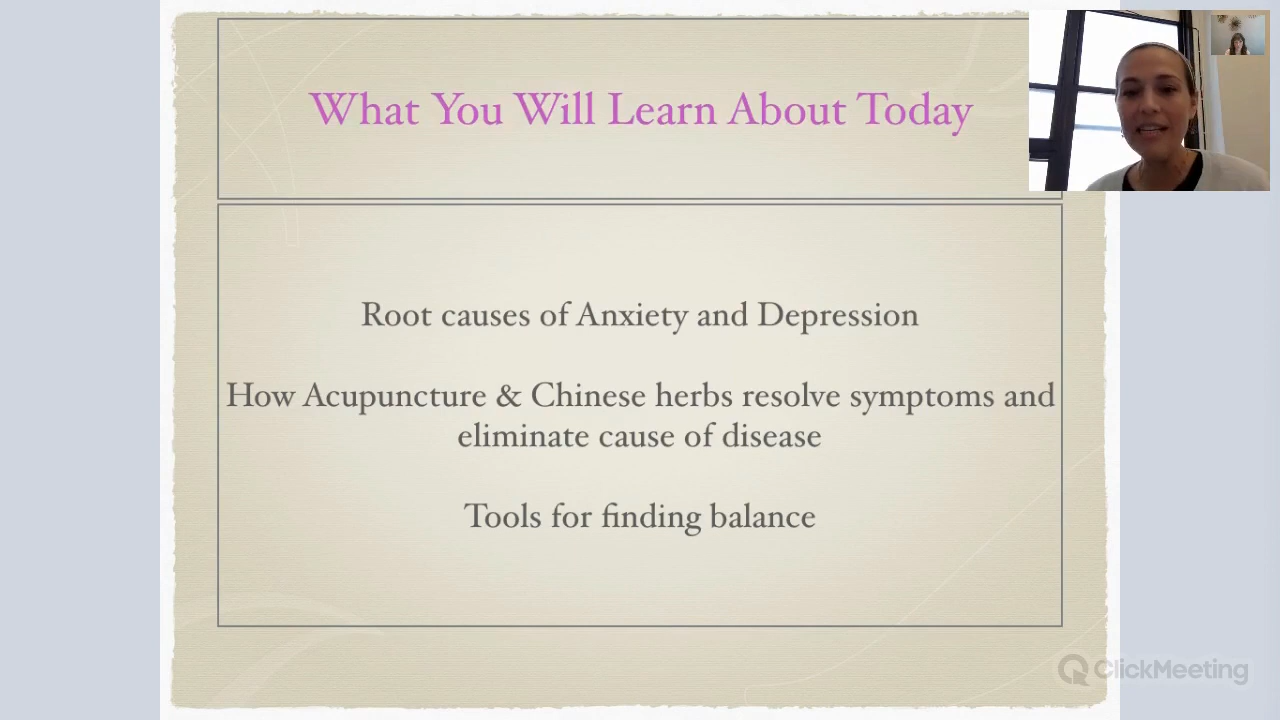 What You Will Learn About Today
Root causes of Anxiety and Depression
How Acupuncture & Chinese herbs resolve symptoms and
eliminate cause of disease
Tools for finding balance
ClickMeeting